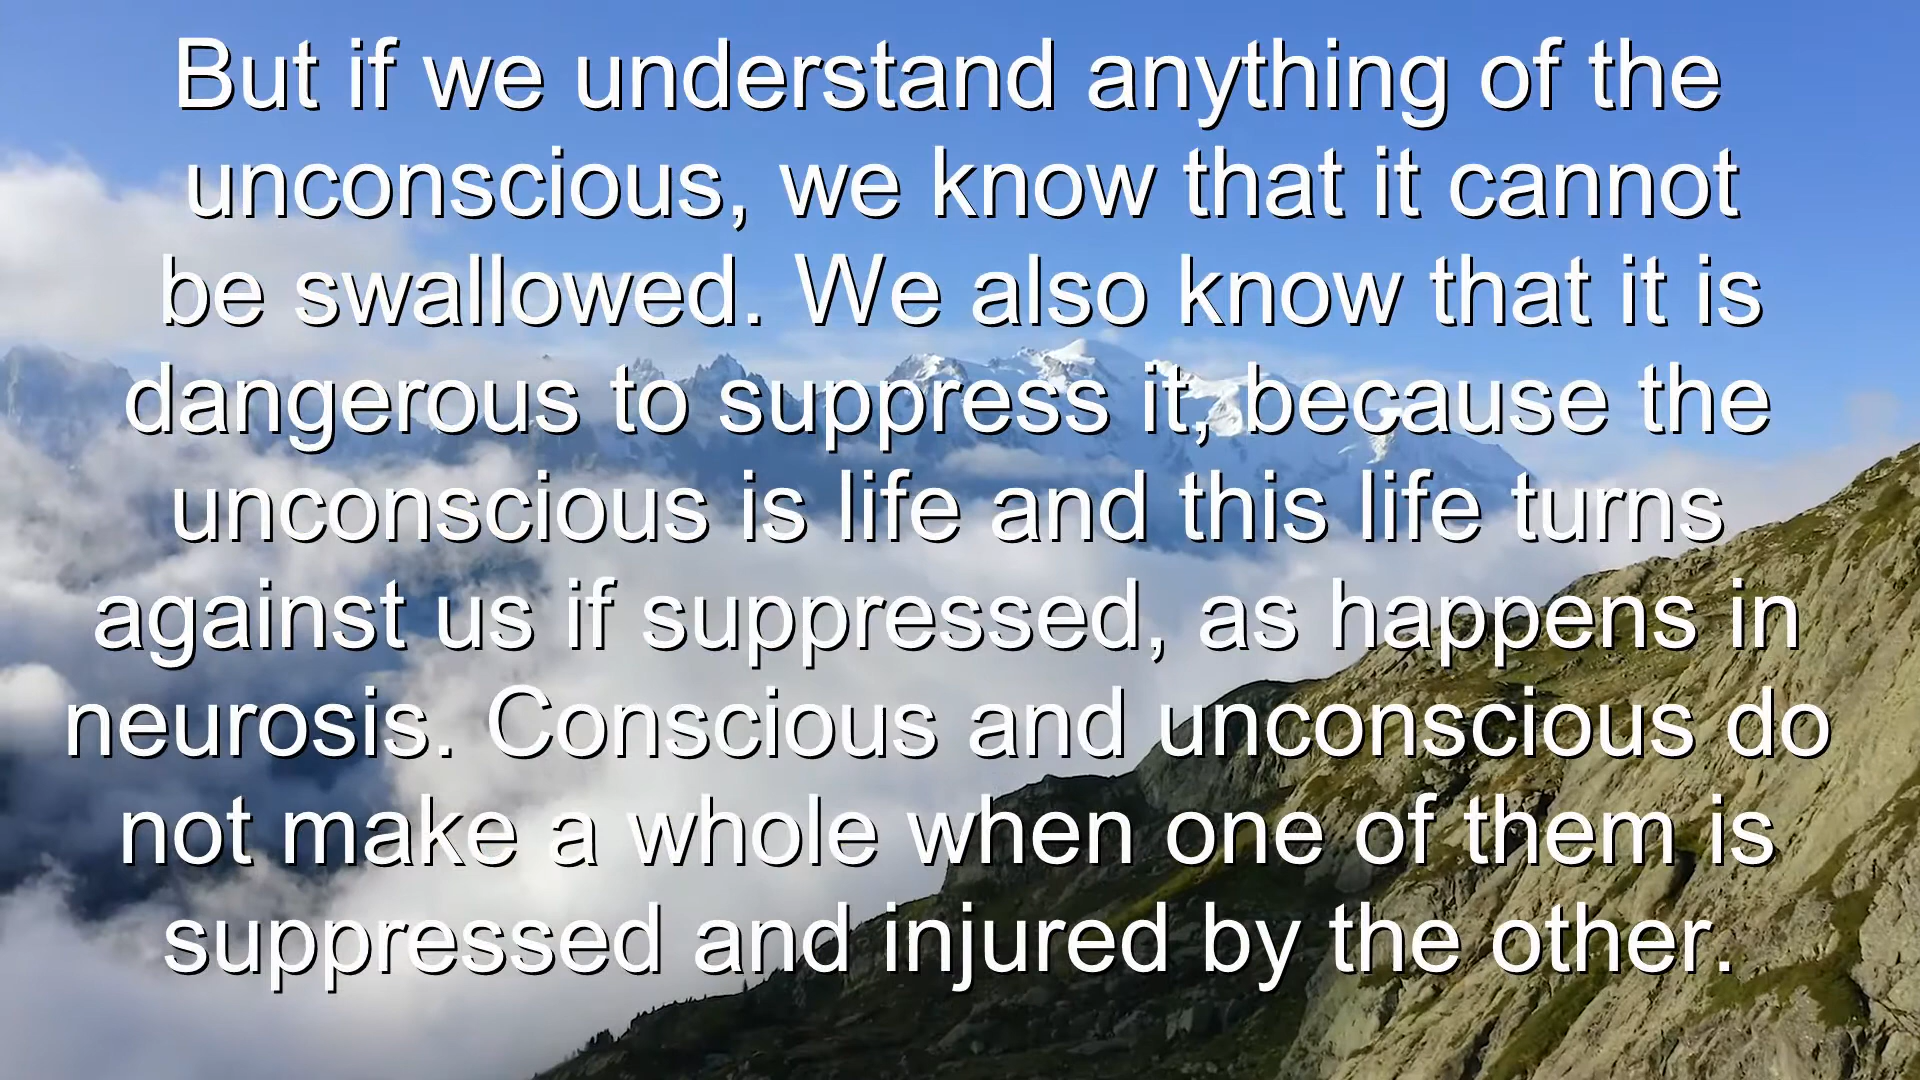 But if we understand anything of the
unconscious, we know that it cannot
be swallowed. We also know that it is
dangerous to suppress it, because the
unconscious is life and this life turns
against us if suppressed, as happens in
neurosis. Conscious and unconscious do
not make a whole when one of them is
suppressed and injured by the other.